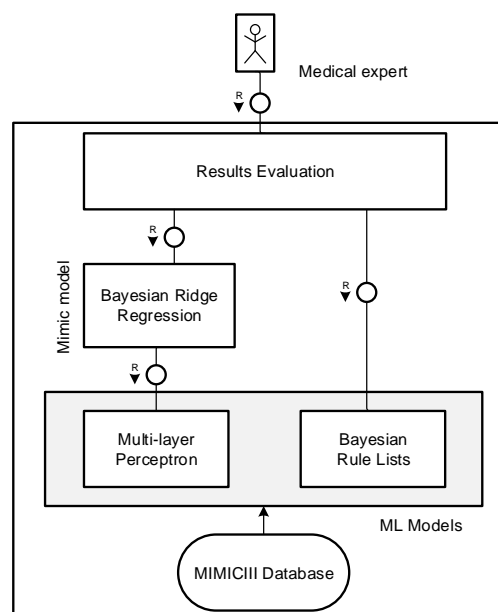 Medical expert
R
Results Evaluation
R
R
Mimic model
Bayesian Ridge
Regression
R
Multi-layer
Perceptron
Bayesian
Rule Lists
ML Models
MIMICIII Database